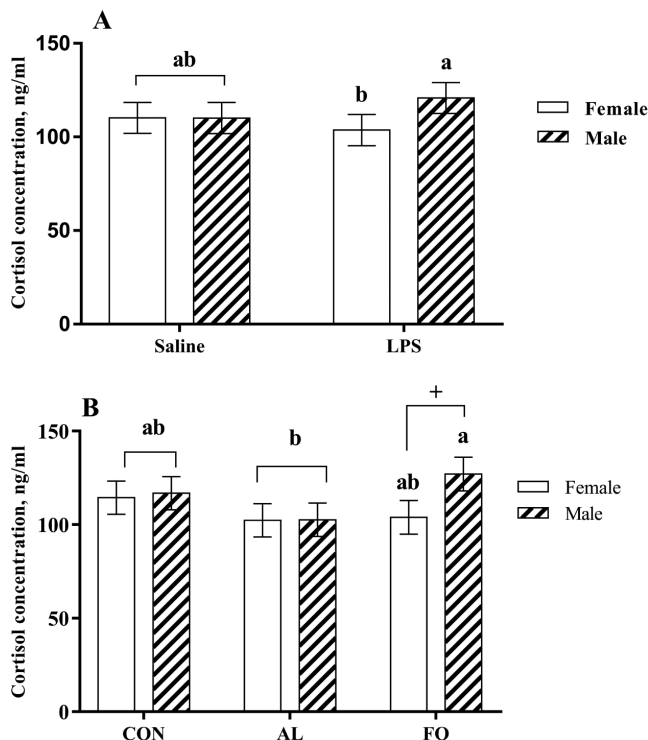 A
Cortisol concentration, ng/ml
200
150
100
50
0
ab
b
a
Saline
LPS
Female
Male
B
Cortisol concentration, ng/ml
150
100
50
0
ab
b
+
a
ab
CON
AL
FO
Female
Male